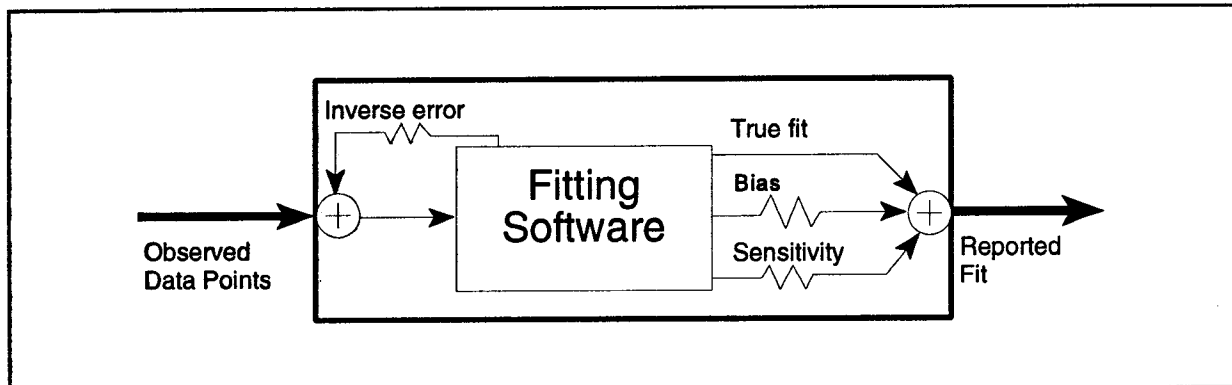 Inverse error
True fit
Fitting
Software
Bias
Sensitivity
+
+
Observed
Data Points
Reported
Fit